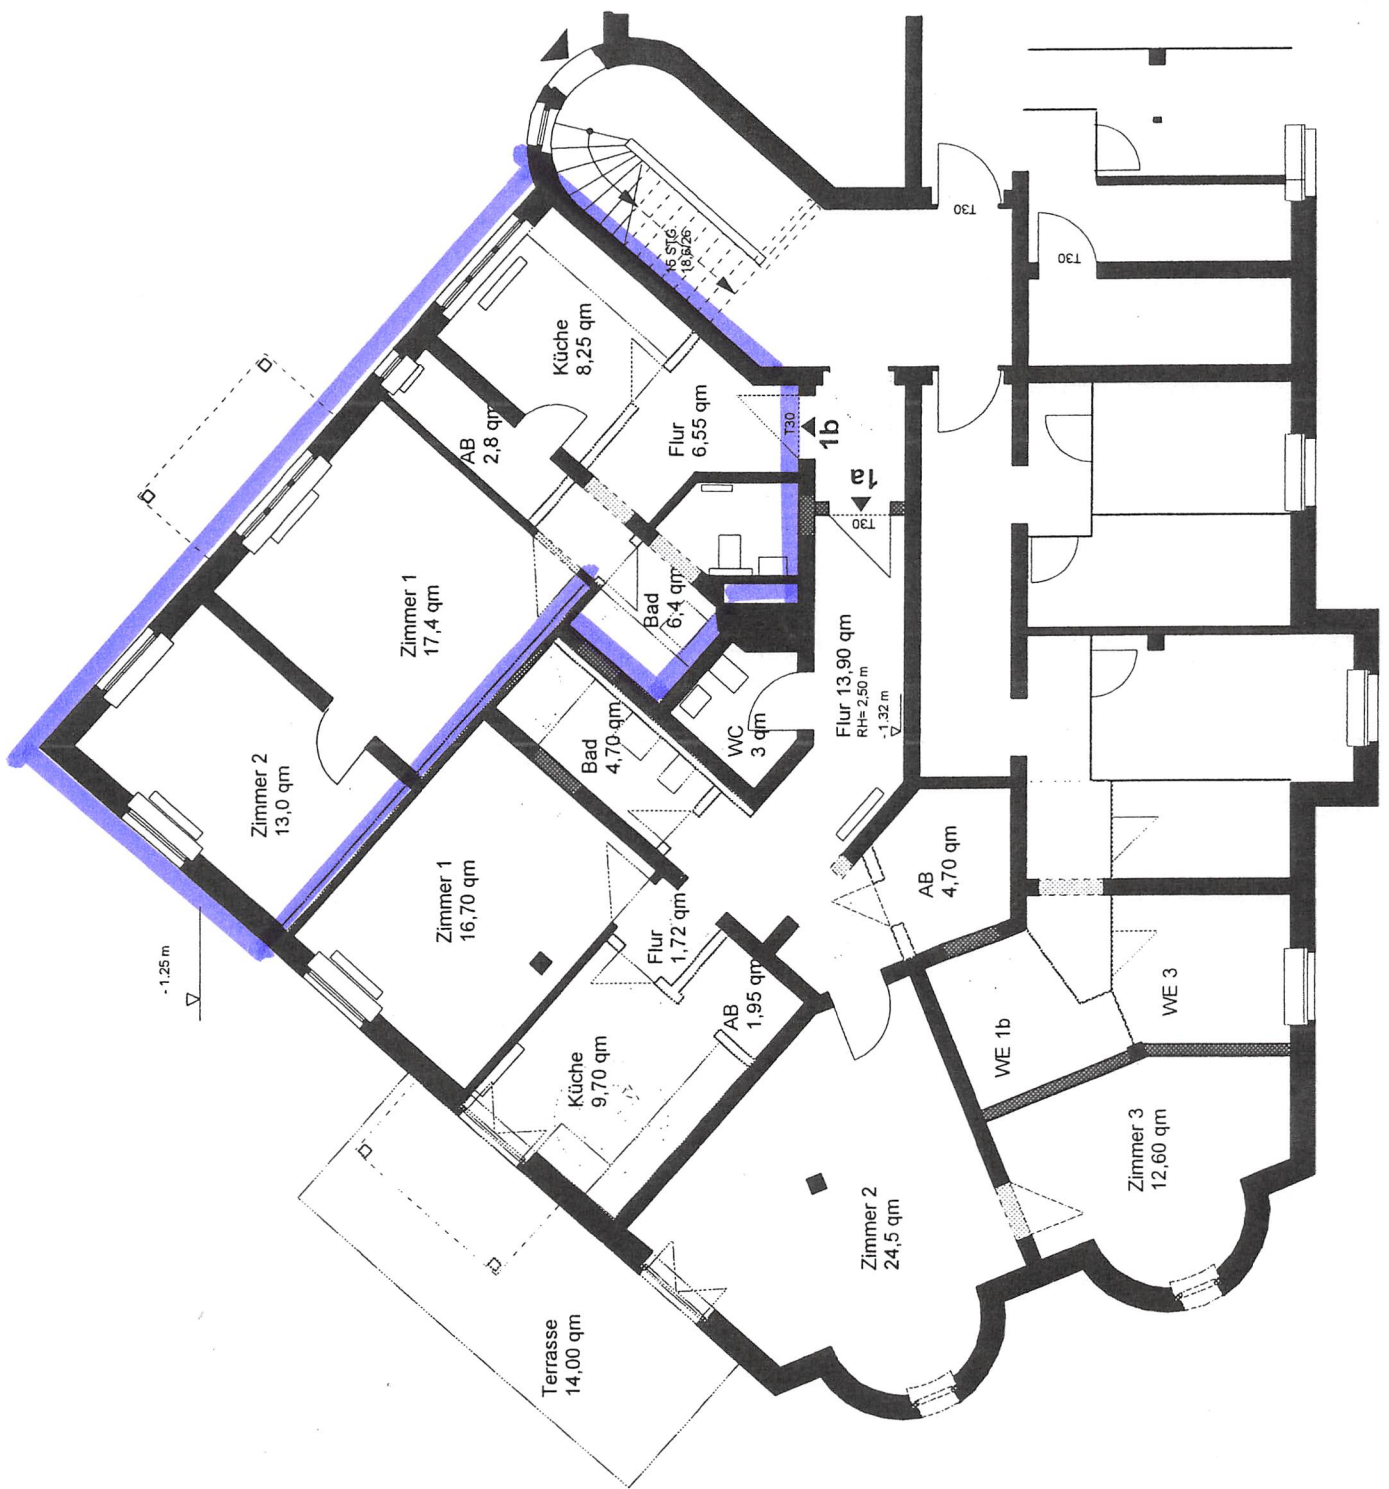 15 STG.
18,6/26
T30
T30
Küche
8,25 qm
AB
2,8 qm
Flur
6,55 qm
T30
1b
1a
T30
Zimmer 1
17,4 qm
Bad
6,4 qm
Zimmer 2
13,0 qm
Bad
4,70 qm
WC
3 qm
Flur 13,90 qm
RH= 2,50 m
-1,32 m
- 1.25 m
Zimmer 1
16,70 qm
Flur
1,72 qm
AB
4,70 qm
AB
1,95 qm
Küche
9,70 qm
WE 1b
WE 3
Zimmer 2
24,5 qm
Zimmer 3
12,60 qm
Terrasse
14,00 qm